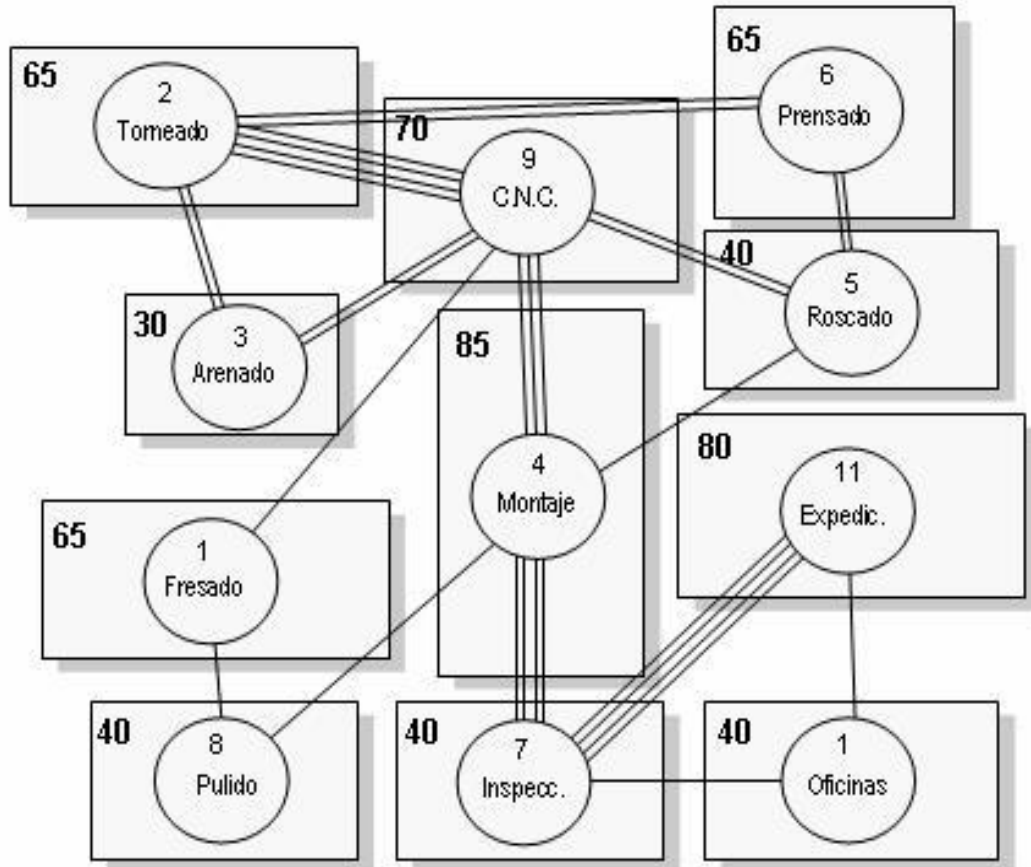 65
2
Torneado
65
6
Prensado
70
9
C.N.C.
40
5
Roscado
30
3
Arenado
85
4
Montaje
80
11
Expedic.
65
1
Fresado
40
8
Pulido
40
7
Inspecc.
40
1
Oficinas